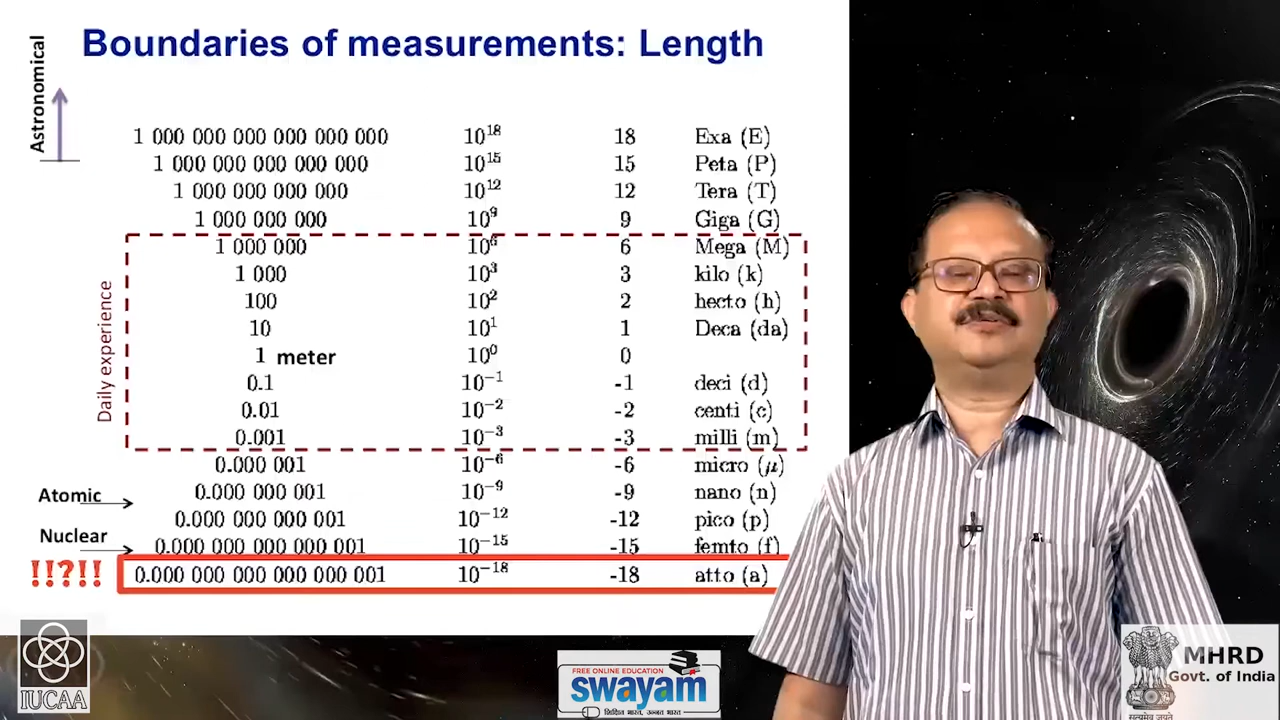 Boundaries of measurements: Length
Astronomical
1 000 000 000 000 000 000 10^18 18 Exa (E)
1 000 000 000 000 000 10^15 15 Peta (P)
1 000 000 000 000 10^12 12 Tera (T)
1 000 000 000 10^9 9 Giga (G)
Daily experience
1 000 000 10^6 6 Mega (M)
1 000 10^3 3 kilo (k)
100 10^2 2 hecto (h)
10 10^1 1 Deca (da)
1 meter 10^0 0
0.1 10^−1 -1 deci (d)
0.01 10^−2 -2 centi (c)
0.001 10^−3 -3 milli (m)
0.000 001 10^−6 -6 micro (μ)
Atomic
0.000 000 001 10^−9 -9 nano (n)
0.000 000 000 001 10^−12 -12 pico (p)
Nuclear
0.000 000 000 000 001 10^−15 -15 femto (f)
!!?!! 0.000 000 000 000 000 001 10^−18 -18 atto (a)
IUCAA
FREE ONLINE EDUCATION
swayam
शिक्षित भारत, उन्नत भारत
MHRD
Govt. of India
सत्यमेव जयते